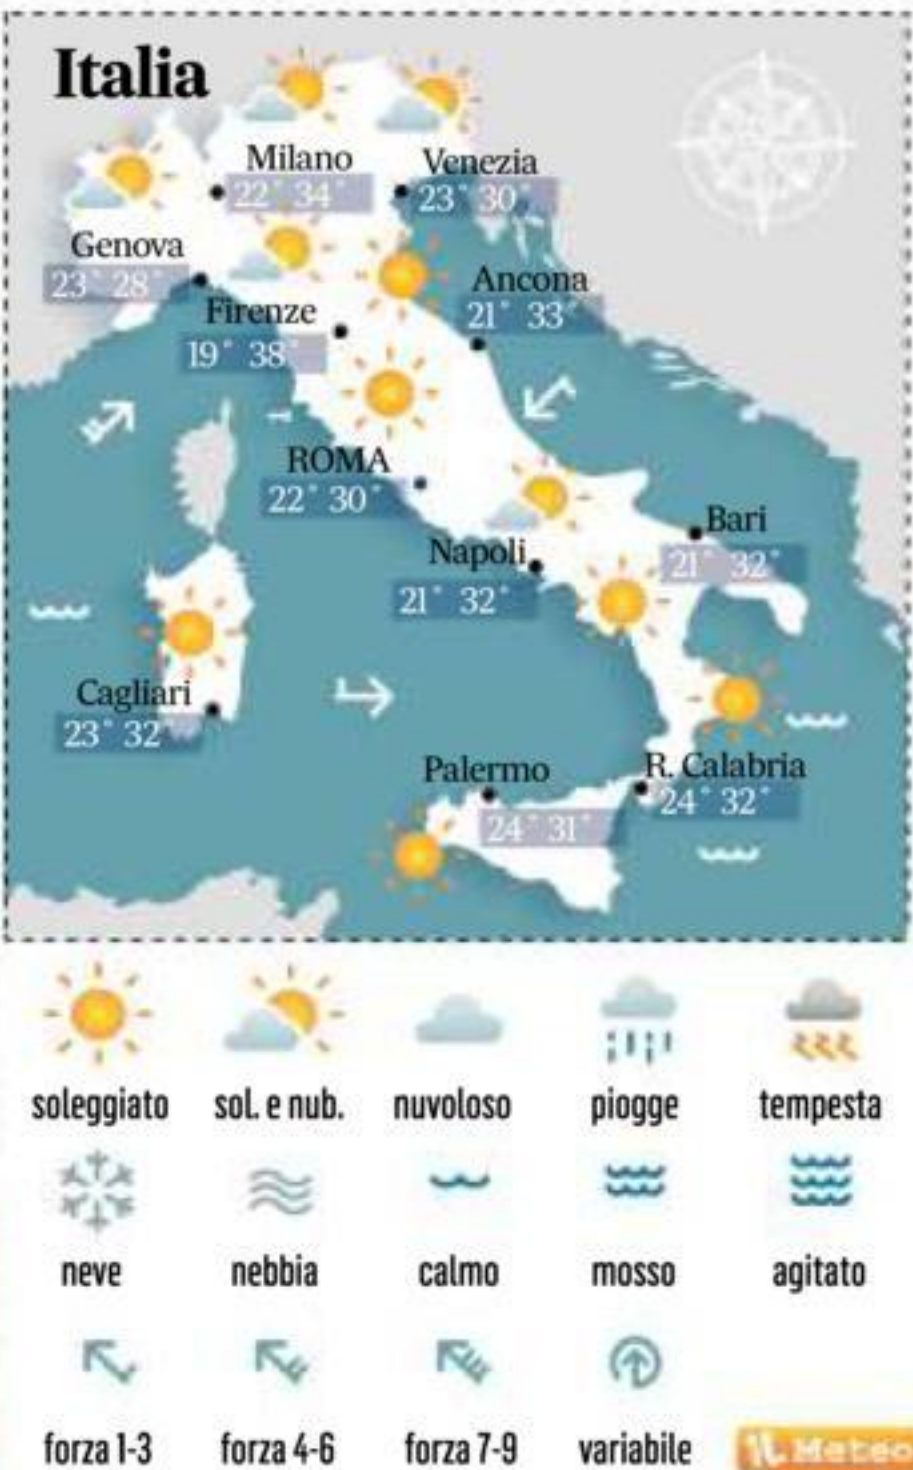 Italia
Milano
22° 34°
Venezia
23° 30°
Genova
23° 28°
Firenze
19° 38°
Ancona
21° 33°
ROMA
22° 30°
Bari
21° 32°
Napoli
21° 32°
Cagliari
23° 32°
Palermo
24° 31°
R. Calabria
24° 32°
soleggiato sol. e nub. nuvoloso piogge tempesta
neve nebbia calmo mosso agitato
forza 1-3 forza 4-6 forza 7-9 variabile
iL Meteo